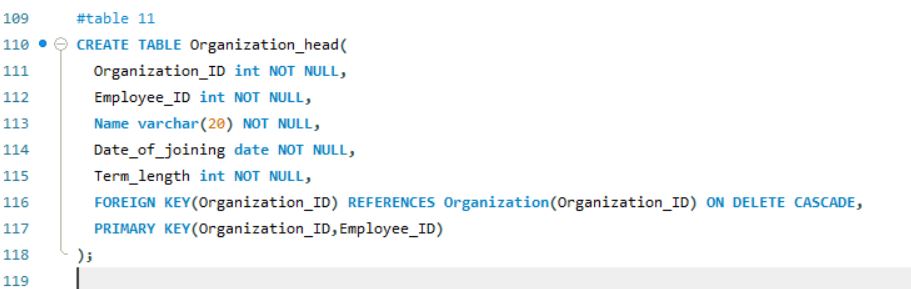 109 #table 11
110 CREATE TABLE Organization_head(
111 Organization_ID int NOT NULL,
112 Employee_ID int NOT NULL,
113 Name varchar(20) NOT NULL,
114 Date_of_joining date NOT NULL,
115 Term_length int NOT NULL,
116 FOREIGN KEY(Organization_ID) REFERENCES Organization(Organization_ID) ON DELETE CASCADE,
117 PRIMARY KEY(Organization_ID,Employee_ID)
118 );
119